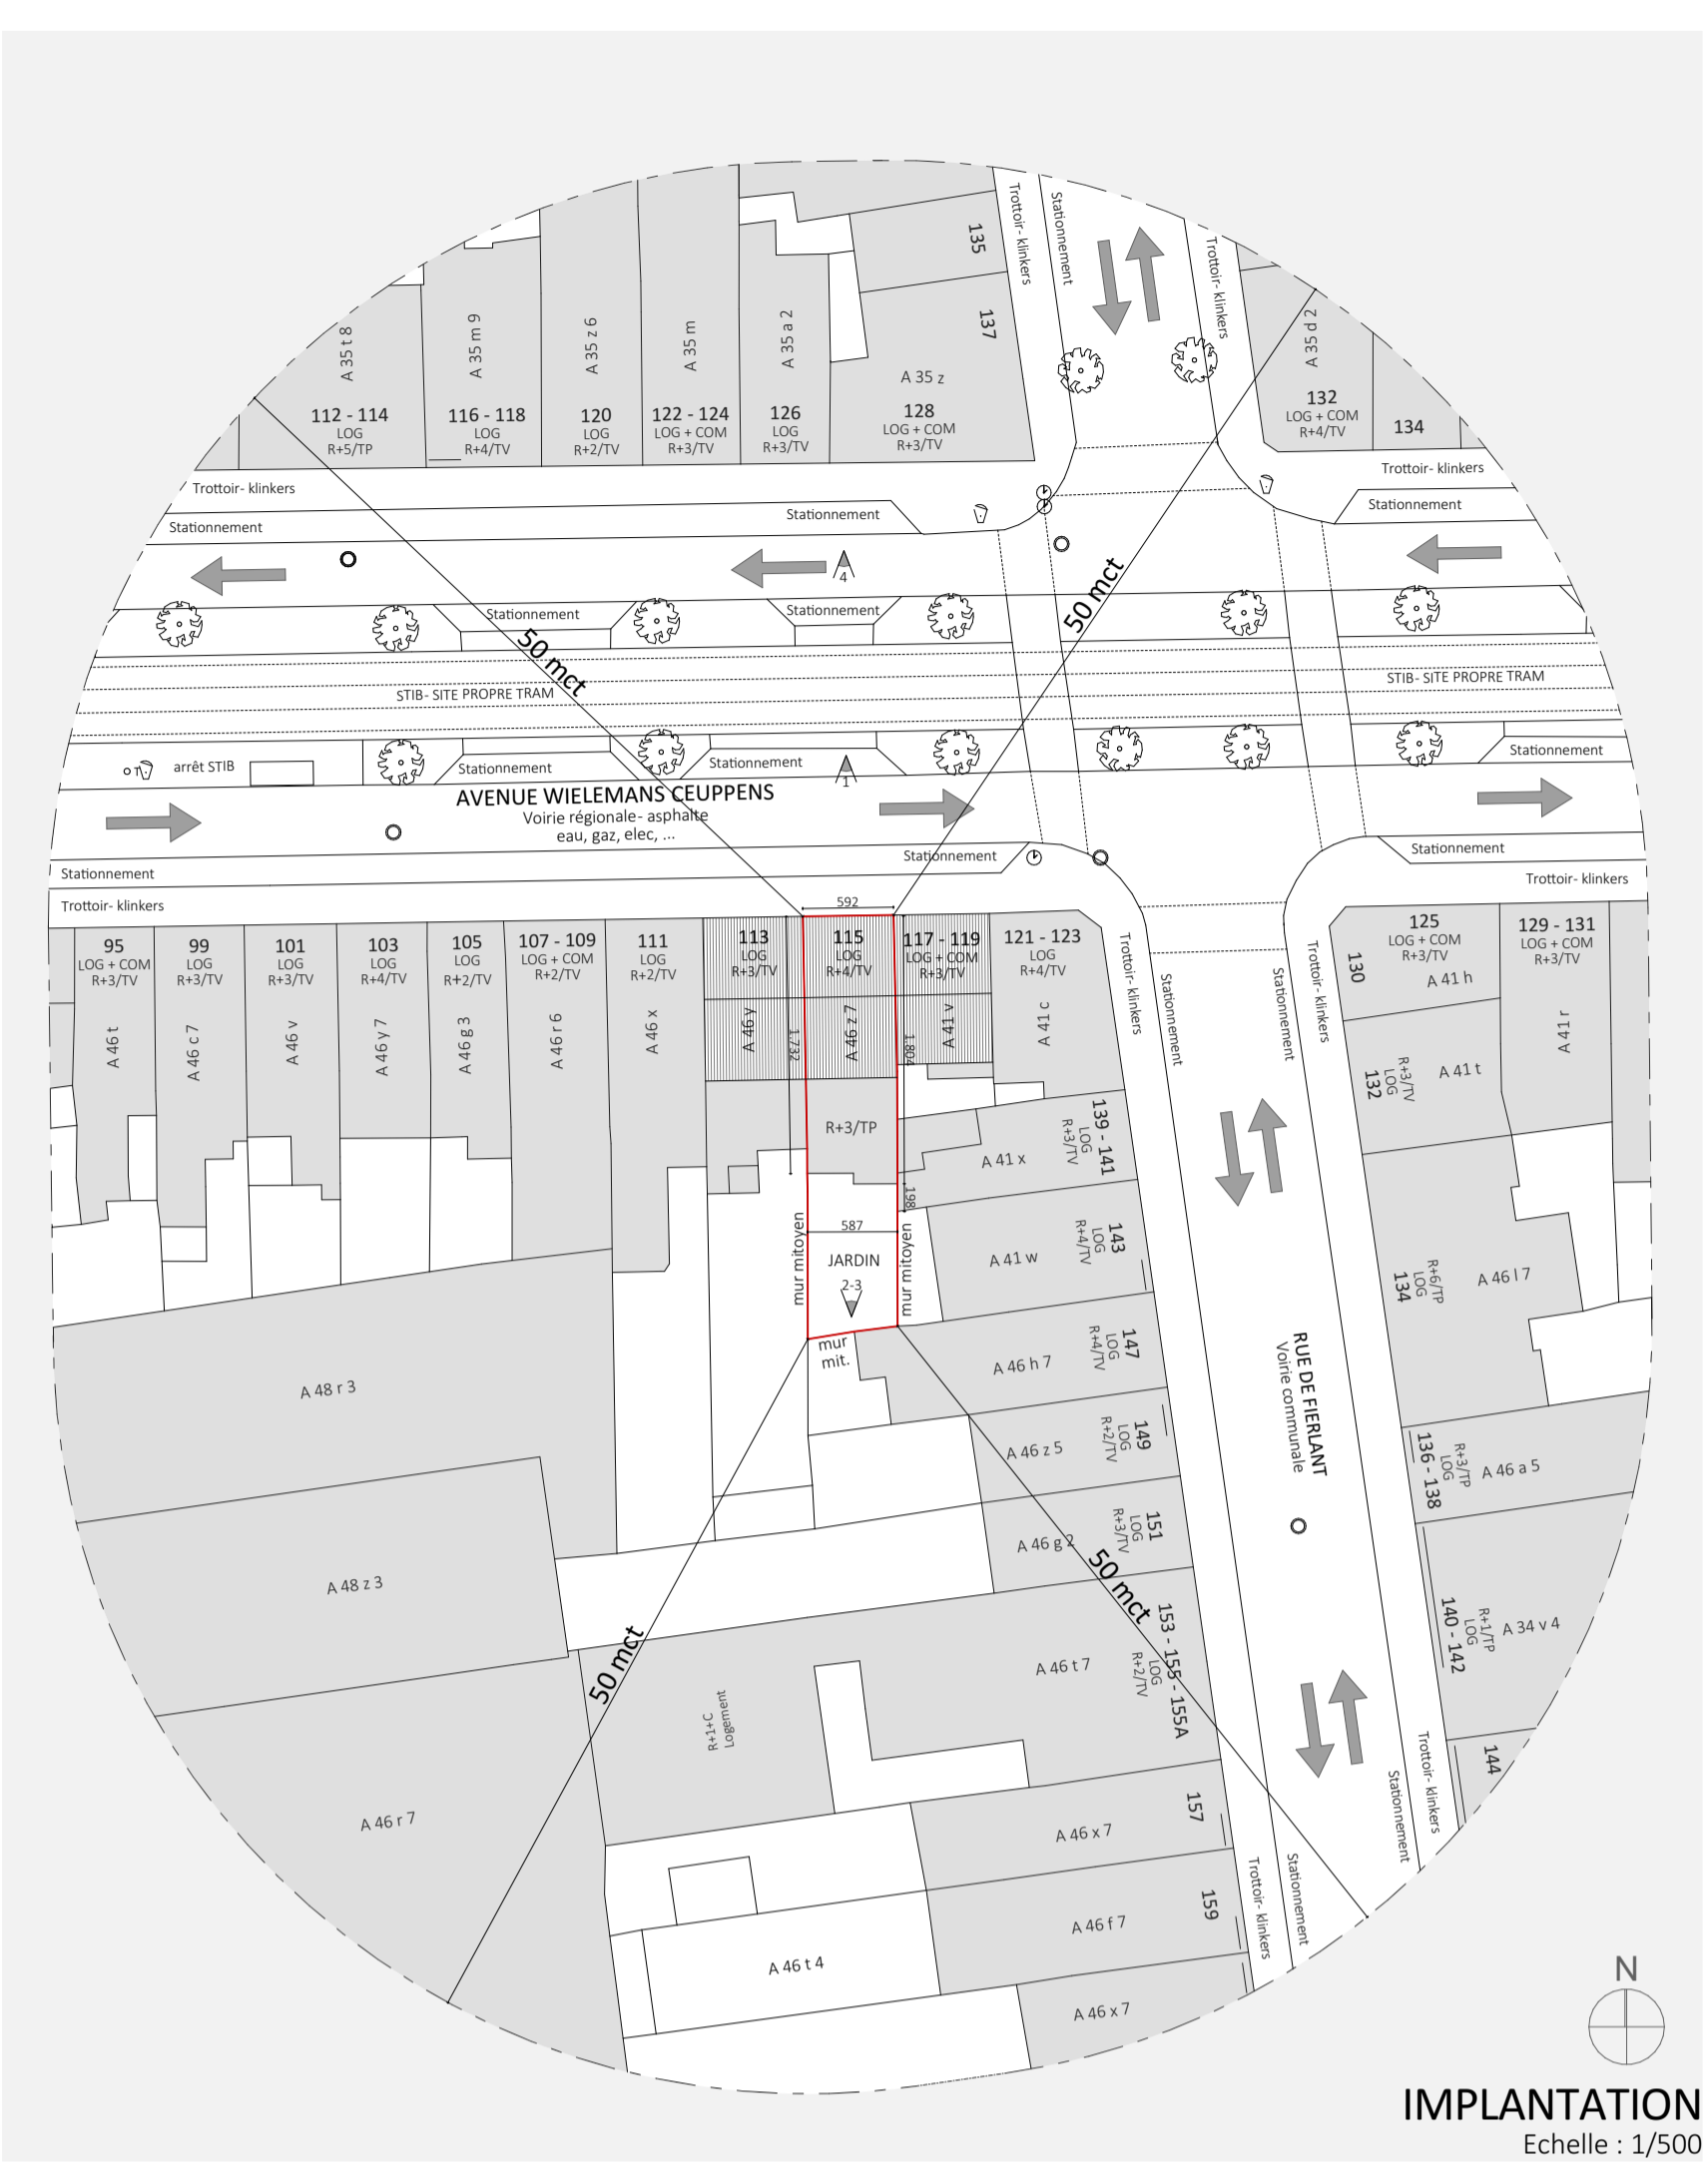 135
137
Trottoir- klinkers
Stationnement
Trottoir- klinkers
A 35 t 8
112 - 114
LOG
R+5/TP
A 35 m 9
116 - 118
LOG
R+4/TV
A 35 z 6
120
LOG
R+2/TV
A 35 m
122 - 124
LOG + COM
R+3/TV
A 35 a 2
126
LOG
R+3/TV
A 35 z
128
LOG + COM
R+3/TV
A 35 d 2
132
LOG + COM
R+4/TV
134
Trottoir- klinkers
Trottoir- klinkers
Stationnement
Stationnement
Stationnement
4
50 mct
50 mct
Stationnement
Stationnement
STIB- SITE PROPRE TRAM
STIB- SITE PROPRE TRAM
arrêt STIB
Stationnement
Stationnement
1
Stationnement
AVENUE WIELEMANS CEUPPENS
Voirie régionale- asphalte
eau, gaz, elec, ...
Stationnement
Stationnement
Stationnement
Trottoir- klinkers
Trottoir- klinkers
592
95
LOG + COM
R+3/TV
A 46 t
99
LOG
R+3/TV
A 46 c 7
101
LOG
R+3/TV
A 46 v
103
LOG
R+4/TV
A 46 y 7
105
LOG
R+2/TV
A 46 g 3
107 - 109
LOG + COM
R+2/TV
A 46 r 6
111
LOG
R+2/TV
A 46 x
113
LOG
R+3/TV
A 46 y
1.732
115
LOG
R+4/TV
A 46 z 7
R+3/TP
117 - 119
LOG + COM
R+3/TV
A 41 v
1.804
121 - 123
LOG
R+4/TV
A 41 c
Trottoir- klinkers
Stationnement
Stationnement
Trottoir- klinkers
125
LOG + COM
R+3/TV
A 41 h
130
129 - 131
LOG + COM
R+3/TV
A 41 r
132
LOG
R+3/TV
A 41 t
139 - 141
LOG
R+3/TV
A 41 x
198
587
JARDIN
2-3
mur mitoyen
mur mitoyen
mur
mit.
143
LOG
R+4/TV
A 41 w
134
LOG
R+6/TP
A 46 l 7
147
LOG
R+4/TV
A 46 h 7
RUE DE FIERLANT
Voirie communale
A 48 r 3
149
LOG
R+2/TV
A 46 z 5
136 - 138
LOG
R+3/TP
A 46 a 5
151
LOG
R+3/TV
A 46 g 2
A 48 z 3
50 mct
50 mct
153 - 155 - 155A
LOG
R+2/TV
A 46 t 7
140 - 142
LOG
R+1/TP
A 34 v 4
Logement
R+1+C
144
Trottoir- klinkers
Stationnement
A 46 r 7
157
A 46 x 7
Trottoir- klinkers
Stationnement
159
A 46 f 7
A 46 t 4
A 46 x 7
N
IMPLANTATION
Echelle : 1/500